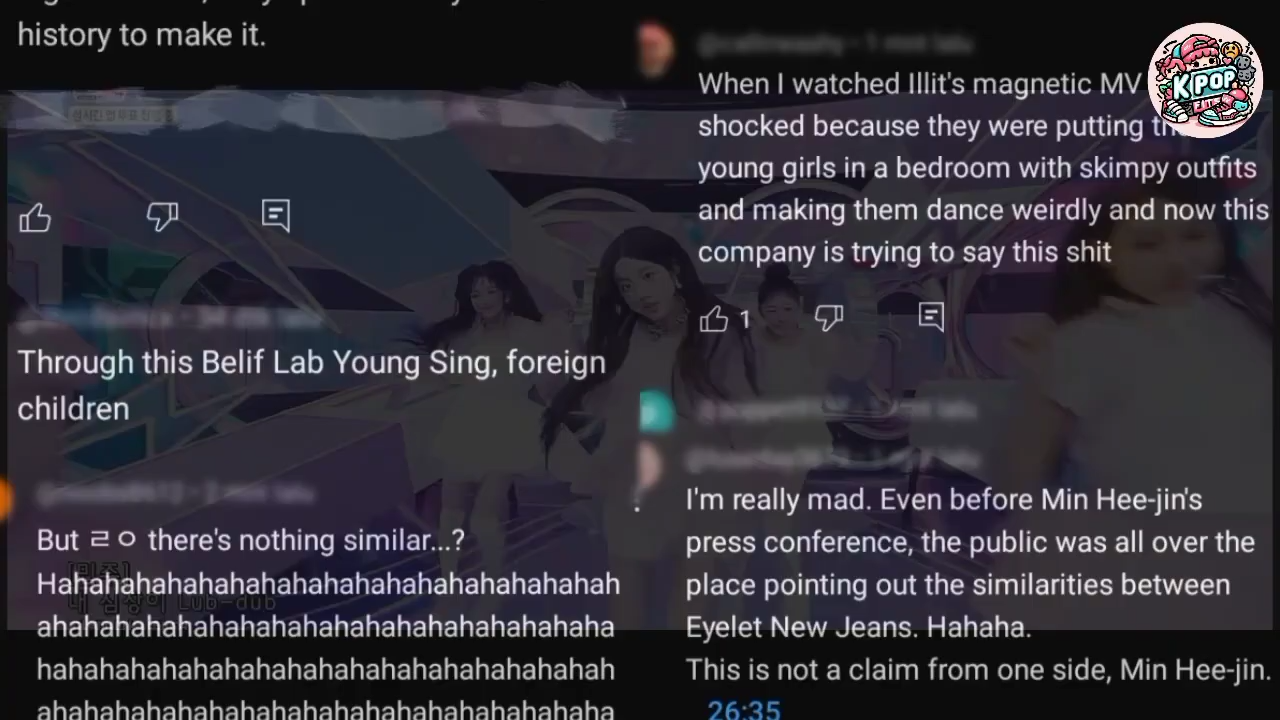 history to make it.
Through this Belif Lab Young Sing, foreign
children
But ㄹㅇ there's nothing similar...?
Hahahahahahahahahahahahahahahahahah
ahahahahahahahahahahahahahahahahaha
hahahahahahahahahahahahahahahahahah
ahahahahahahahahahahahahahahahahaha
Lub-dub
When I watched Illit's magnetic MV
shocked because they were putting
young girls in a bedroom with skimpy outfits
and making them dance weirdly and now this
company is trying to say this shit
1
I'm really mad. Even before Min Hee-jin's
press conference, the public was all over the
place pointing out the similarities between
Eyelet New Jeans. Hahaha.
This is not a claim from one side, Min Hee-jin.
26:35
KPOP